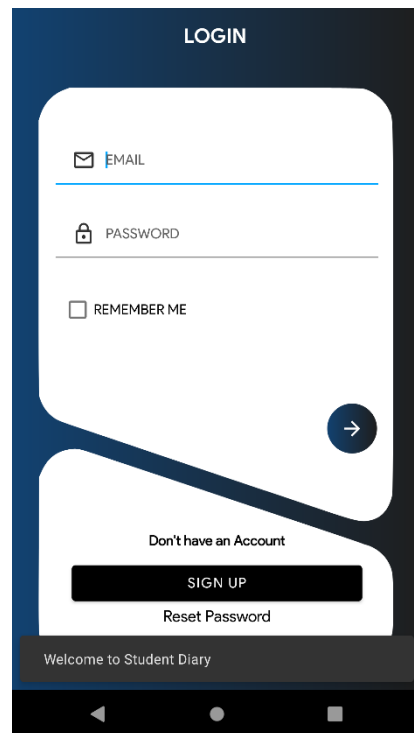 LOGIN
EMAIL
PASSWORD
REMEMBER ME
Don't have an Account
SIGN UP
Reset Password
Welcome to Student Diary